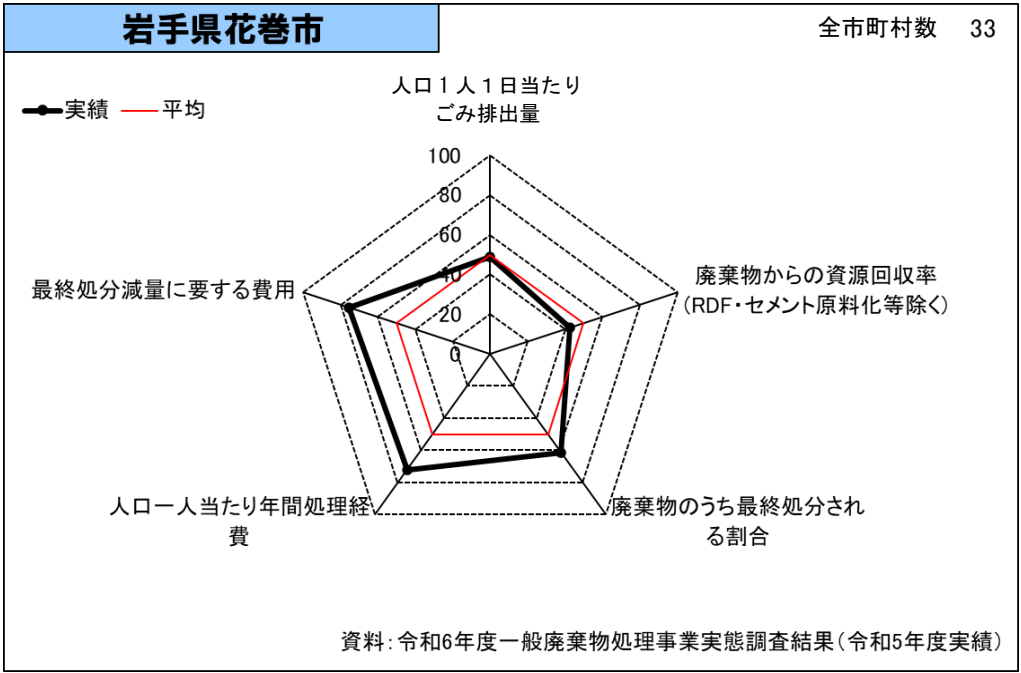 岩手県花巻市
全市町村数 33
実績 平均
人口1人1日当たり
ごみ排出量
100
80
60
40
20
0
廃棄物からの資源回収率
(RDF・セメント原料化等除く)
最終処分減量に要する費用
人口一人当たり年間処理経
費
廃棄物のうち最終処分され
る割合
資料:令和6年度一般廃棄物処理事業実態調査結果(令和5年度実績)